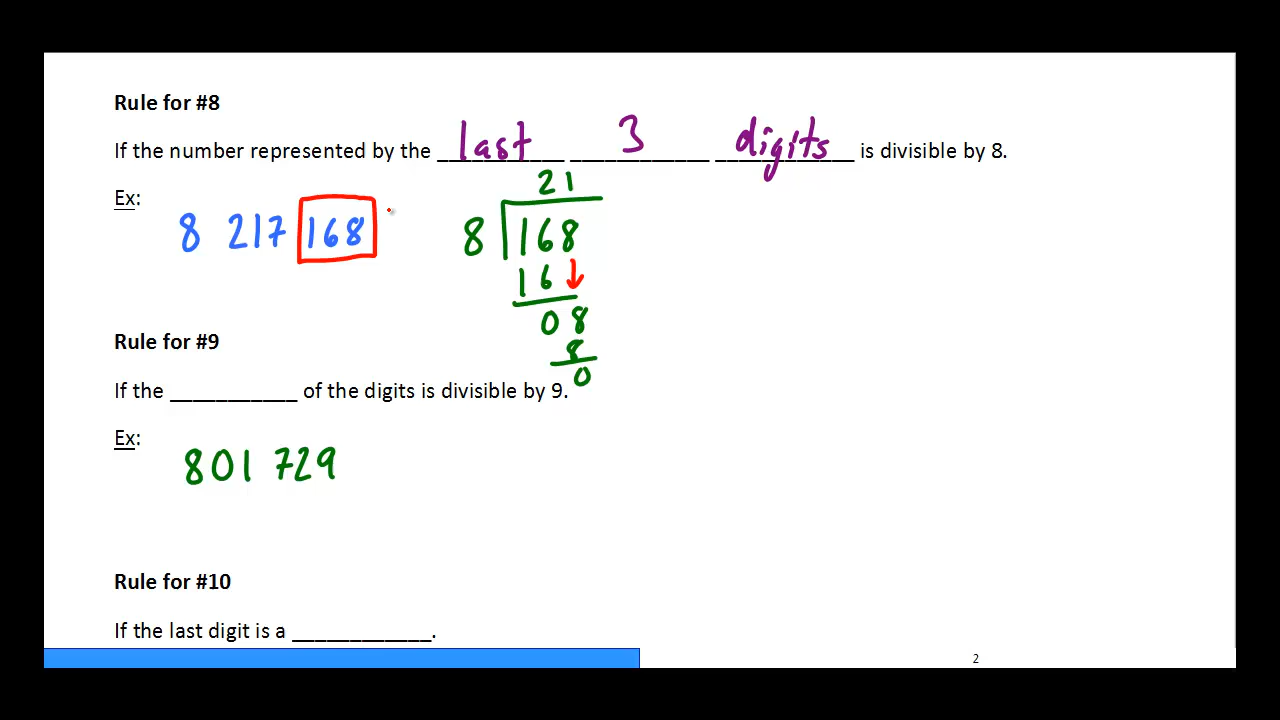 Rule for #8
If the number represented by the last 3 digits is divisible by 8.
21
Ex:
8 217 168 8 168
16
08
8
Rule for #9
0
If the ___________ of the digits is divisible by 9.
Ex:
801 729
Rule for #10
If the last digit is a ____________.
2